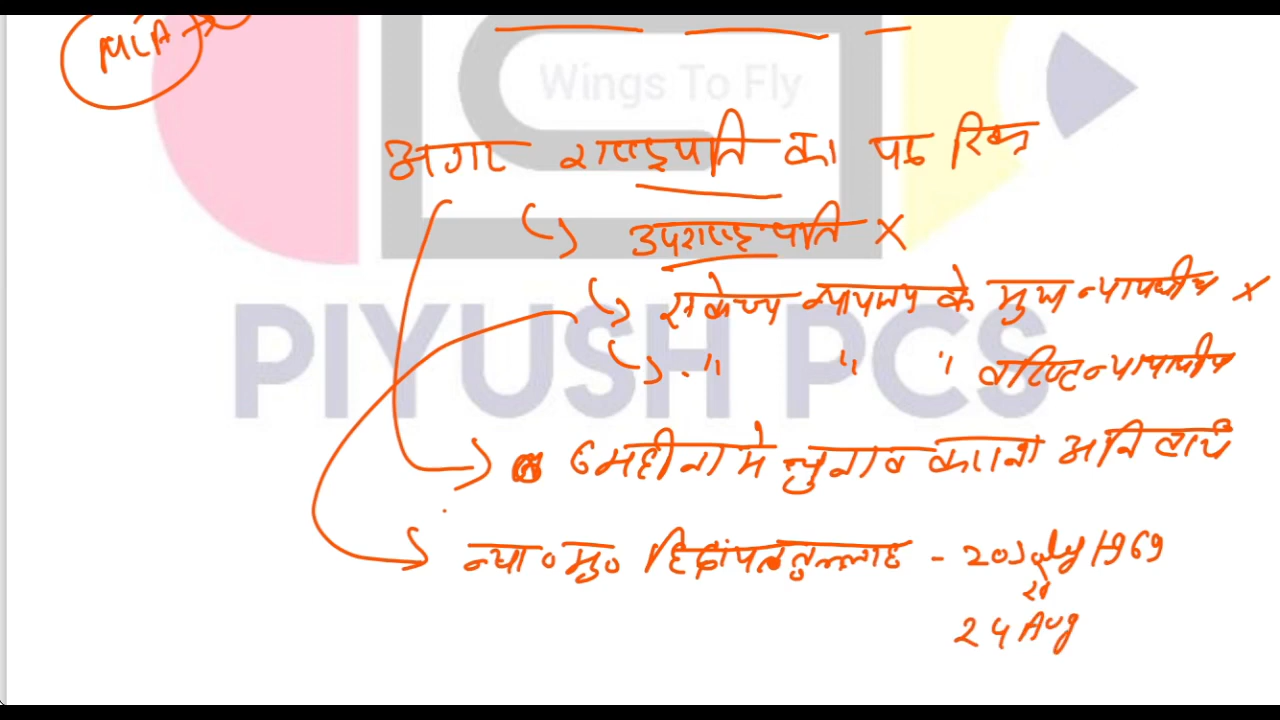 MLA →
Wings To Fly
अगर राष्ट्रपति का पद रिक्त
उपराष्ट्रपति ×
सर्वोच्य न्यायालय के मुख्य न्यायधीश ×
" " " वरिष्ट न्यायाधीश
PIYUSH PCS
6 महीना मे चुनाव कराना अनिवार्य
न्या० मु० हिदायतुल्लाह - 20 July 1969
से
24 Aug